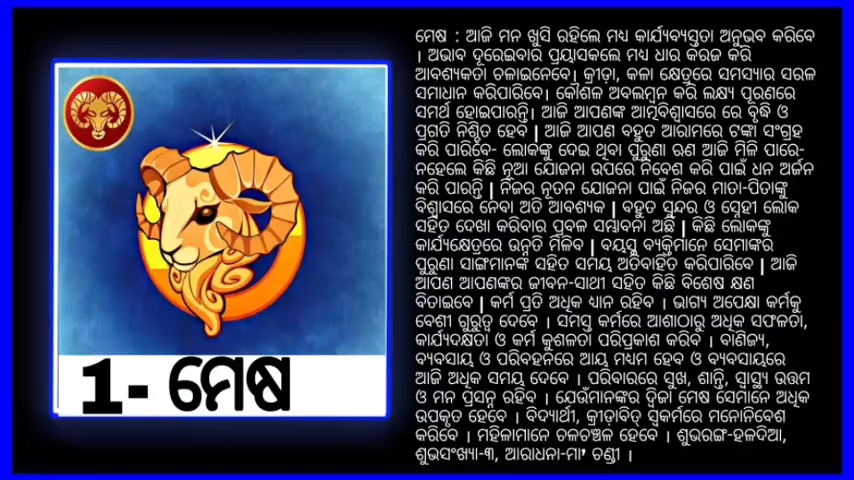 ମେଷ : ଆଜି ମନ ଖୁସି ରହିଲେ ମଧ୍ୟ କାର୍ଯ୍ୟବ୍ୟସ୍ତତା ଅନୁଭବ କରିବେ
। ଅଭାବ ଦୂରେଇବାର ପ୍ରୟାସକଲେ ମଧ୍ୟ ଧାର କରଜ କରି
ଆବଶ୍ୟକତା ଚଳାଇନେବେ। କ୍ରୀଡ଼ା, କଳା କ୍ଷେତ୍ରରେ ସମସ୍ୟାର ସରଳ
ସମାଧାନ କରିପାରିବେ। କୌଶଳ ଅବଲମ୍ବନ କରି ଲକ୍ଷ୍ୟ ପୂରଣରେ
ସମର୍ଥ ହୋଇପାରନ୍ତି। ଆଜି ଆପଣଙ୍କ ଆତ୍ମବିଶ୍ୱାସରେ ରେ ବୃଦ୍ଧି ଓ
ପ୍ରଗତି ନିଶ୍ଚିତ ହେବ | ଆଜି ଆପଣ ବହୁତ ଆରାମରେ ଟଙ୍କା ସଂଗ୍ରହ
କରି ପାରିବେ- ଲୋକଙ୍କୁ ଦେଇ ଥିବା ପୁରୁଣା ଋଣ ଆଜି ମିଳି ପାରେ-
ନହେଲେ କିଛି ନୂଆ ଯୋଜନା ଉପରେ ନିବେଶ କରି ପାଇଁ ଧନ ଅର୍ଜନ
କରି ପାରନ୍ତି | ନିଜର ନୂତନ ଯୋଜନା ପାଇଁ ନିଜର ମାତା-ପିତାଙ୍କୁ
ବିଶ୍ୱାସରେ ନେବା ଅତି ଆବଶ୍ୟକ | ବହୁତ ସୁନ୍ଦର ଓ ସ୍ନେହୀ ଲୋକ
ସହିତ ଦେଖା କରିବାର ପ୍ରବଳ ସମ୍ଭାବନା ଅଛି | କିଛି ଲୋକଙ୍କୁ
କାର୍ଯ୍ୟକ୍ଷେତ୍ରରେ ଉନ୍ନତି ମିଳିବ | ବୟସ୍କ ବ୍ୟକ୍ତିମାନେ ସେମାଙ୍କର
ପୁରୁଣା ସାଙ୍ଗମାନଙ୍କ ସହିତ ସମୟ ଅତିବାହିତ କରିପାରିବେ | ଆଜି
ଆପଣ ଆପଣଙ୍କର ଜୀବନ-ସାଥୀ ସହିତ କିଛି ବିଶେଷ କ୍ଷଣ
ବିତାଇବେ | କର୍ମ ପ୍ରତି ଅଧିକ ଧ୍ୟାନ ରହିବ । ଭାଗ୍ୟ ଅପେକ୍ଷା କର୍ମକୁ
ବେଶୀ ଗୁରୁତ୍ୱ ଦେବେ । ସମସ୍ତ କର୍ମରେ ଆଶାଠାରୁ ଅଧିକ ସଫଳତା,
କାର୍ଯ୍ୟଦକ୍ଷତା ଓ କର୍ମ କୁଶଳତା ପରିପ୍ରକାଶ କରିବ । ବାଣିଜ୍ୟ,
ବ୍ୟବସାୟ ଓ ପରିବହନରେ ଆୟ ମଧ୍ୟମ ହେବ ଓ ବ୍ୟବସାୟରେ
ଆଜି ଅଧିକ ସମୟ ଦେବେ । ପରିବାରରେ ସୁଖ, ଶାନ୍ତି, ସ୍ୱାସ୍ଥ୍ୟ ଉତ୍ତମ
ଓ ମନ ପ୍ରସନ୍ନ ରହିବ । ଯେଉଁମାନଙ୍କର ଦ୍ୱିଜା ମେଷ ସେମାନେ ଅଧିକ
ଉପକୃତ ହେବେ । ବିଦ୍ୟାର୍ଥୀ, କ୍ରୀଡ଼ାବିତ୍ ସ୍ୱକର୍ମରେ ମନୋନିବେଶ
କରିବେ । ମହିଳାମାନେ ଚଳଚଞ୍ଚଳ ହେବେ । ଶୁଭରଙ୍ଗ-ହଳଦିଆ,
ଶୁଭସଂଖ୍ୟା-୩, ଆରାଧନା-ମା' ଚଣ୍ଡୀ ।
1- ମେଷ